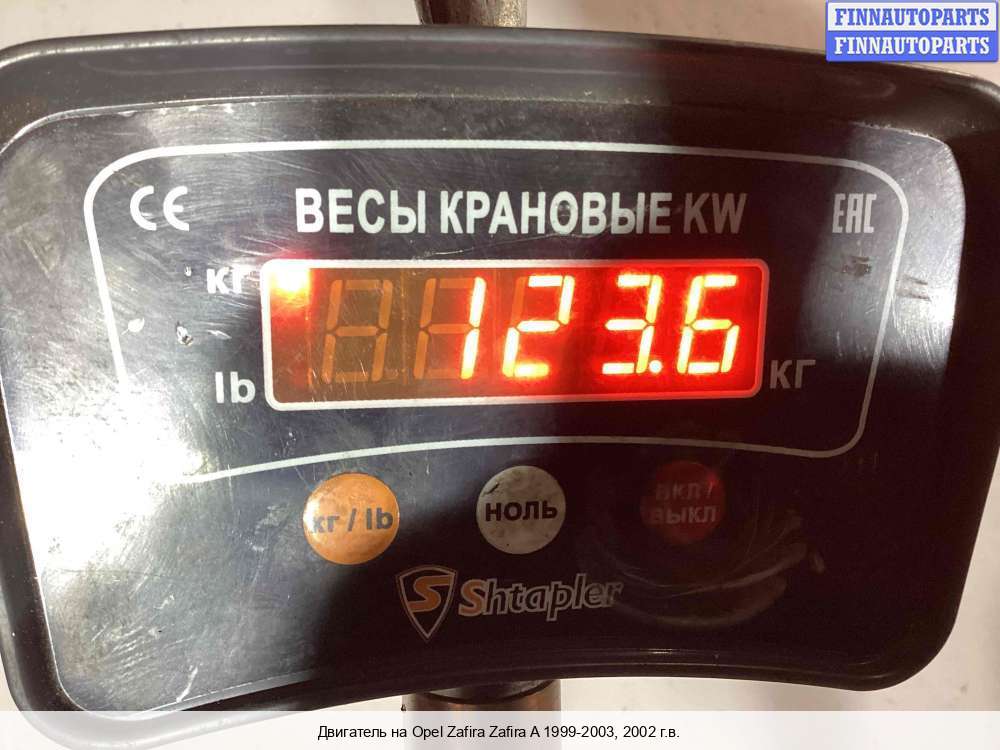 FINNAUTOPARTS
FINNAUTOPARTS
CE
ВЕСЫ КРАНОВЫЕ KW
EAC
кг
123.6
lb
КГ
кг / lb
НОЛЬ
ВКЛ /
ВЫКЛ
S Shtapler
Двигатель на Opel Zafira Zafira A 1999-2003, 2002 г.в.